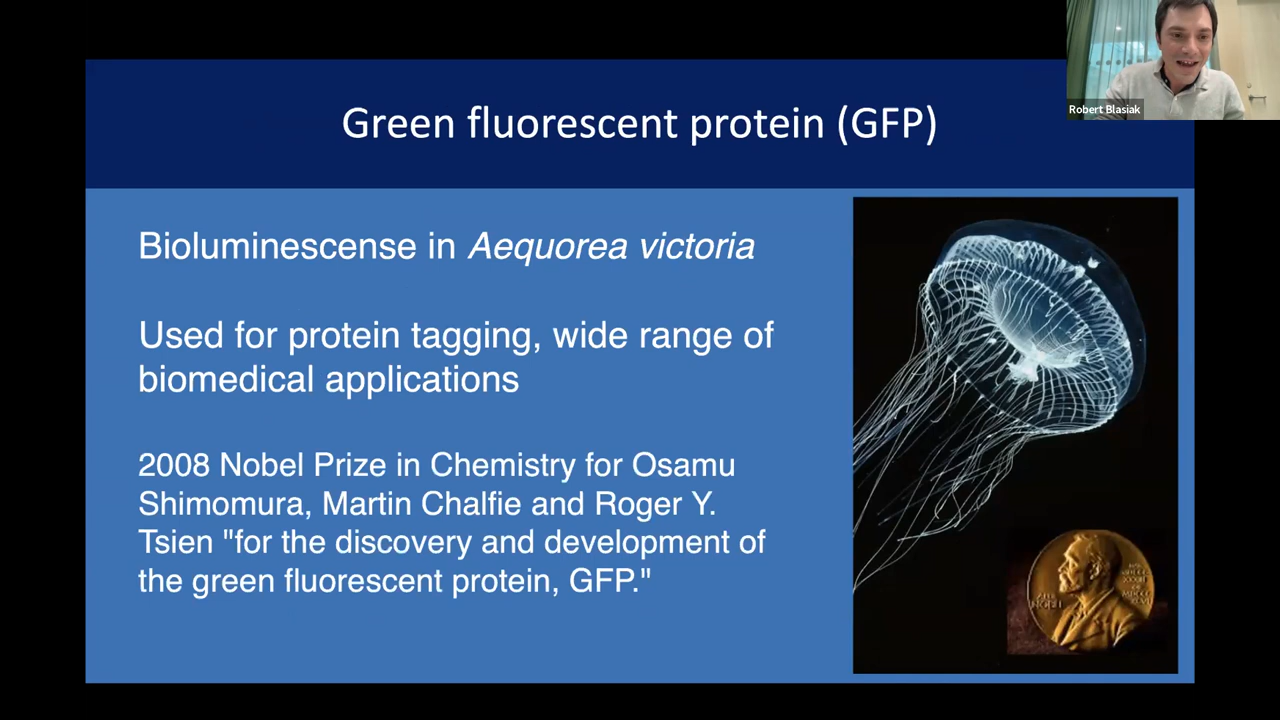 Robert Blasiak
Green fluorescent protein (GFP)
Bioluminescense in Aequorea victoria
Used for protein tagging, wide range of
biomedical applications
2008 Nobel Prize in Chemistry for Osamu
Shimomura, Martin Chalfie and Roger Y.
Tsien "for the discovery and development of
the green fluorescent protein, GFP."
NOBEL